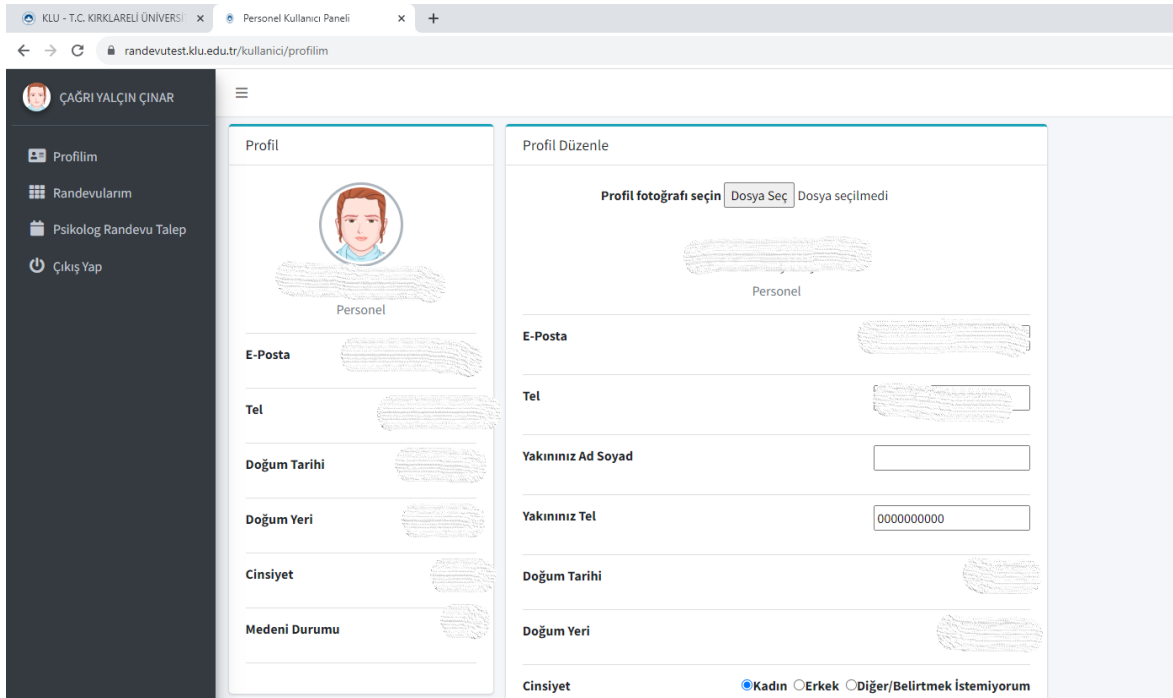 KLU - T.C. KIRKLARELİ ÜNİVERSİ
Personel Kullanıcı Paneli
randevutest.klu.edu.tr/kullanici/profilim
ÇAĞRI YALÇIN ÇINAR
Profilim
Randevularım
Psikolog Randevu Talep
Çıkış Yap
Profil
Personel
E-Posta
Tel
Doğum Tarihi
Doğum Yeri
Cinsiyet
Medeni Durumu
Profil Düzenle
Profil fotoğrafı seçin Dosya Seç Dosya seçilmedi
Personel
E-Posta
Tel
Yakınınız Ad Soyad
Yakınınız Tel 0000000000
Doğum Tarihi
Doğum Yeri
Cinsiyet Kadın Erkek Diğer/Belirtmek İstemiyorum